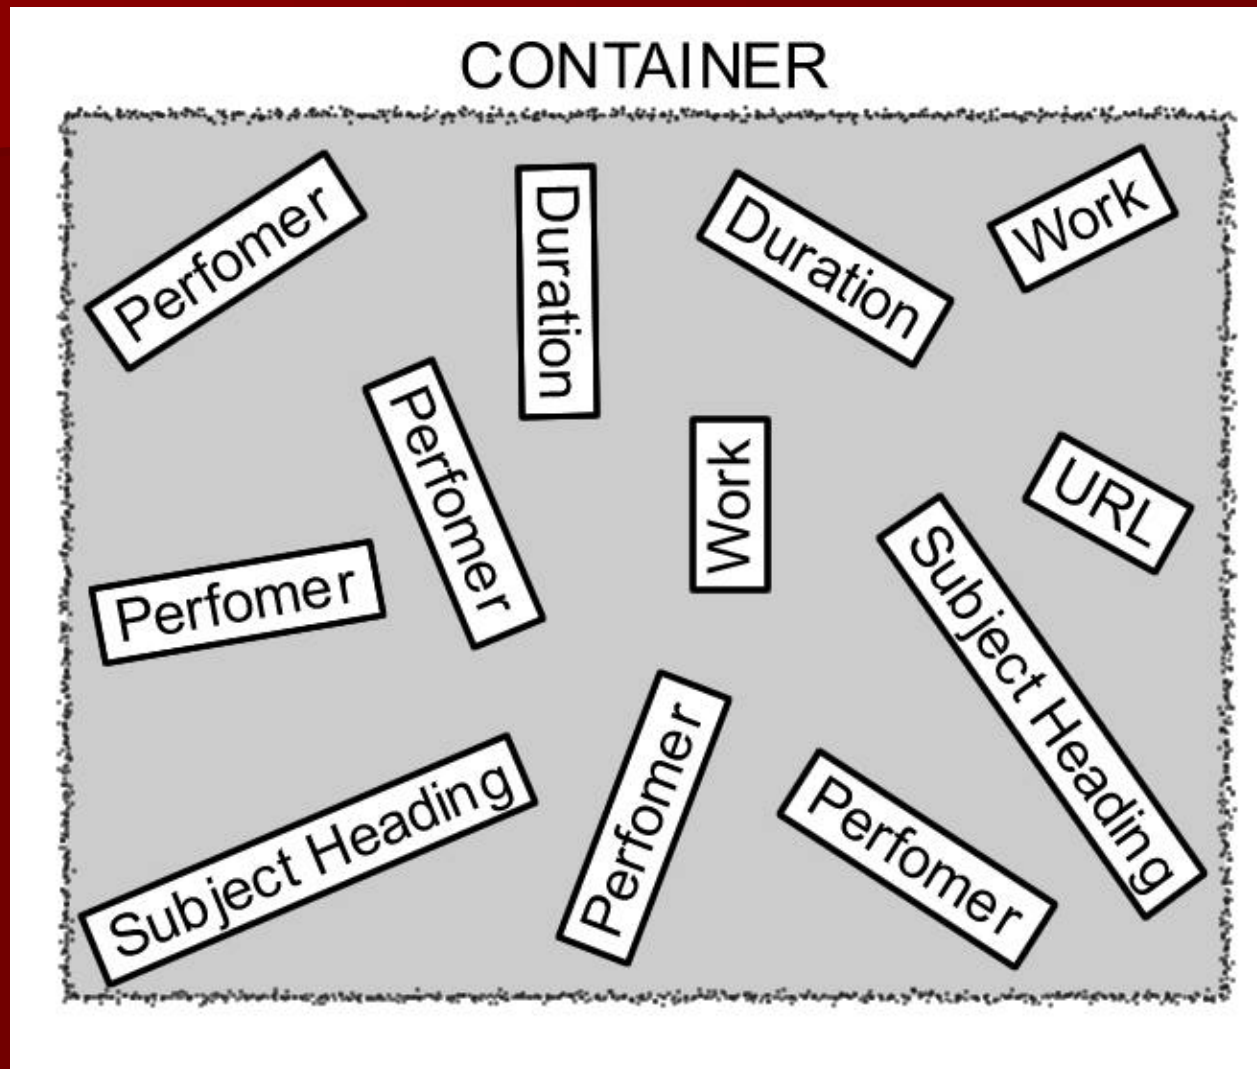 CONTAINER
Perfomer
Duration
Duration
Work
Perfomer
Work
URL
Perfomer
Subject Heading
Perfomer
Subject Heading
Perfomer